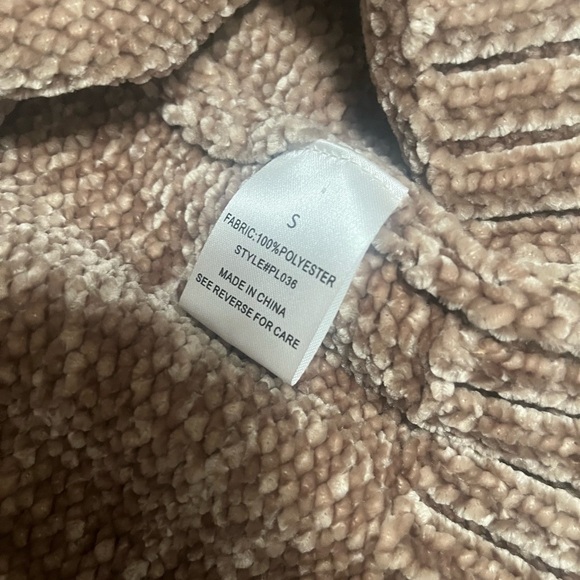 S
FABRIC:100%POLYESTER
STYLE#PL036
MADE IN CHINA
SEE REVERSE FOR CARE